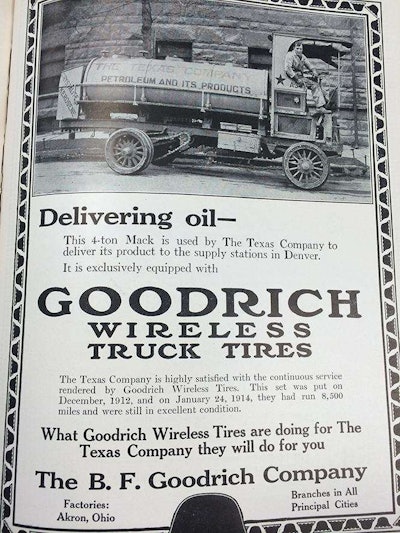 THE TEXAS COMPANY
PETROLEUM AND ITS PRODUCTS
Delivering oil—
This 4-ton Mack is used by The Texas Company to
deliver its product to the supply stations in Denver.
It is exclusively equipped with
GOODRICH
WIRELESS
TRUCK TIRES
The Texas Company is highly satisfied with the continuous service
rendered by Goodrich Wireless Tires. This set was put on
December, 1912, and on January 24, 1914, they had run 8,500
miles and were still in excellent condition.
What Goodrich Wireless Tires are doing for The
Texas Company they will do for you
The B. F. Goodrich Company
Factories:
Akron, Ohio
Branches in All
Principal Cities